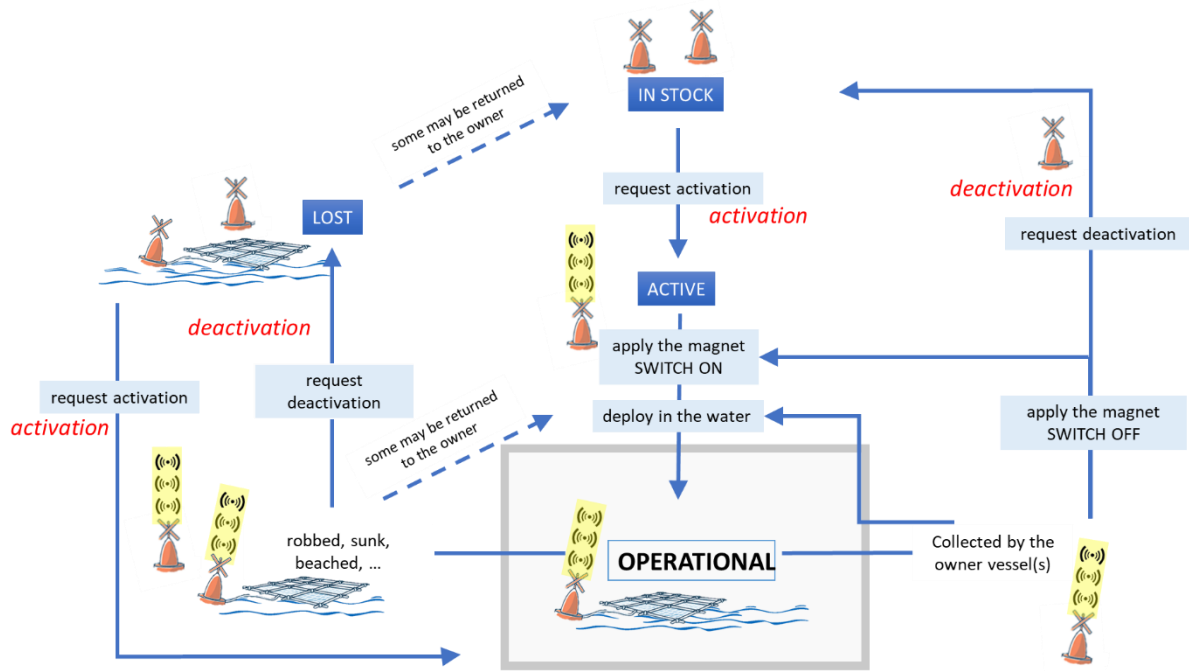 IN STOCK
some may be returned
to the owner
request activation
activation
deactivation
request deactivation
LOST
ACTIVE
deactivation
apply the magnet
SWITCH ON
request activation
activation
request
deactivation
some may be returned
to the owner
deploy in the water
apply the magnet
SWITCH OFF
robbed, sunk,
beached, ...
OPERATIONAL
Collected by the
owner vessel(s)